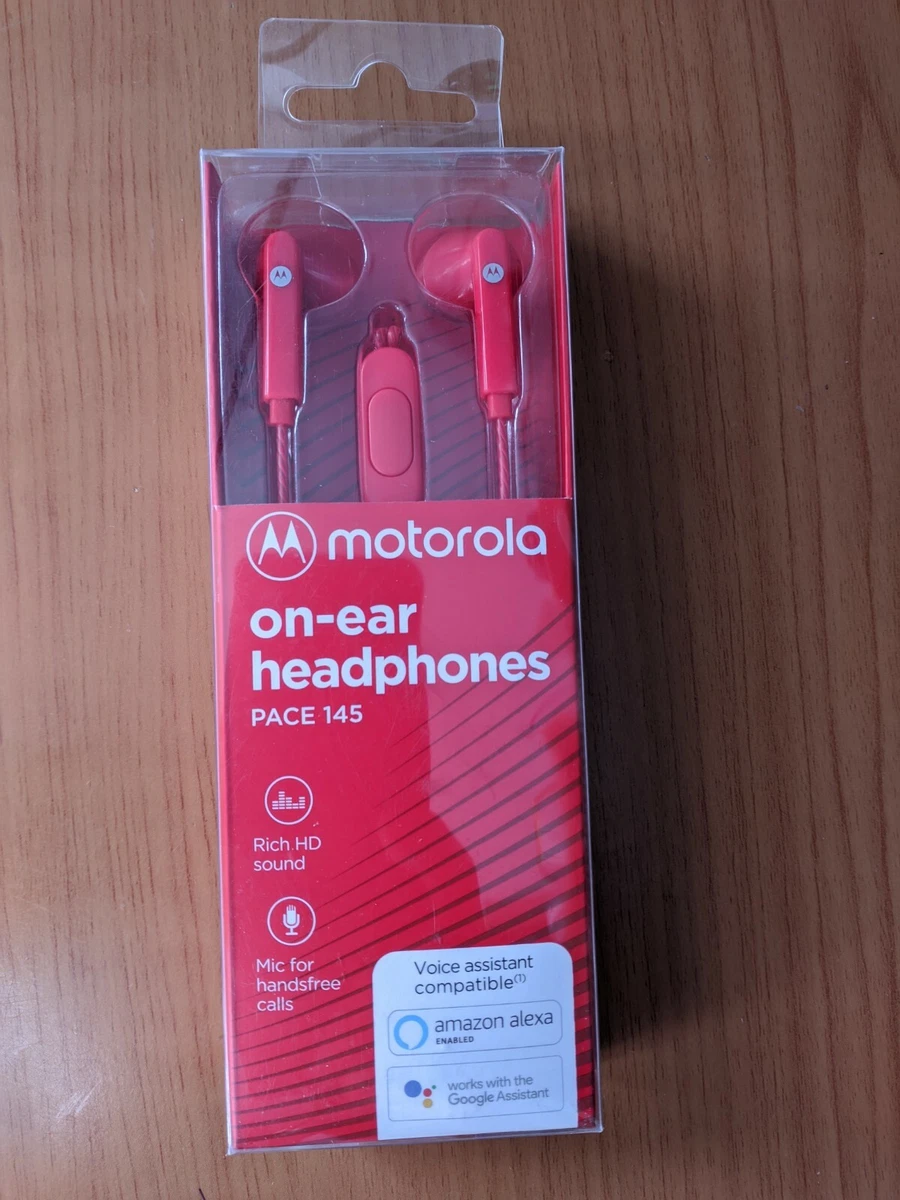 motorola
on-ear
headphones
PACE 145
Rich HD
sound
Mic for
handsfree
calls
Voice assistant
compatible(1)
amazon alexa
ENABLED
works with the
Google Assistant